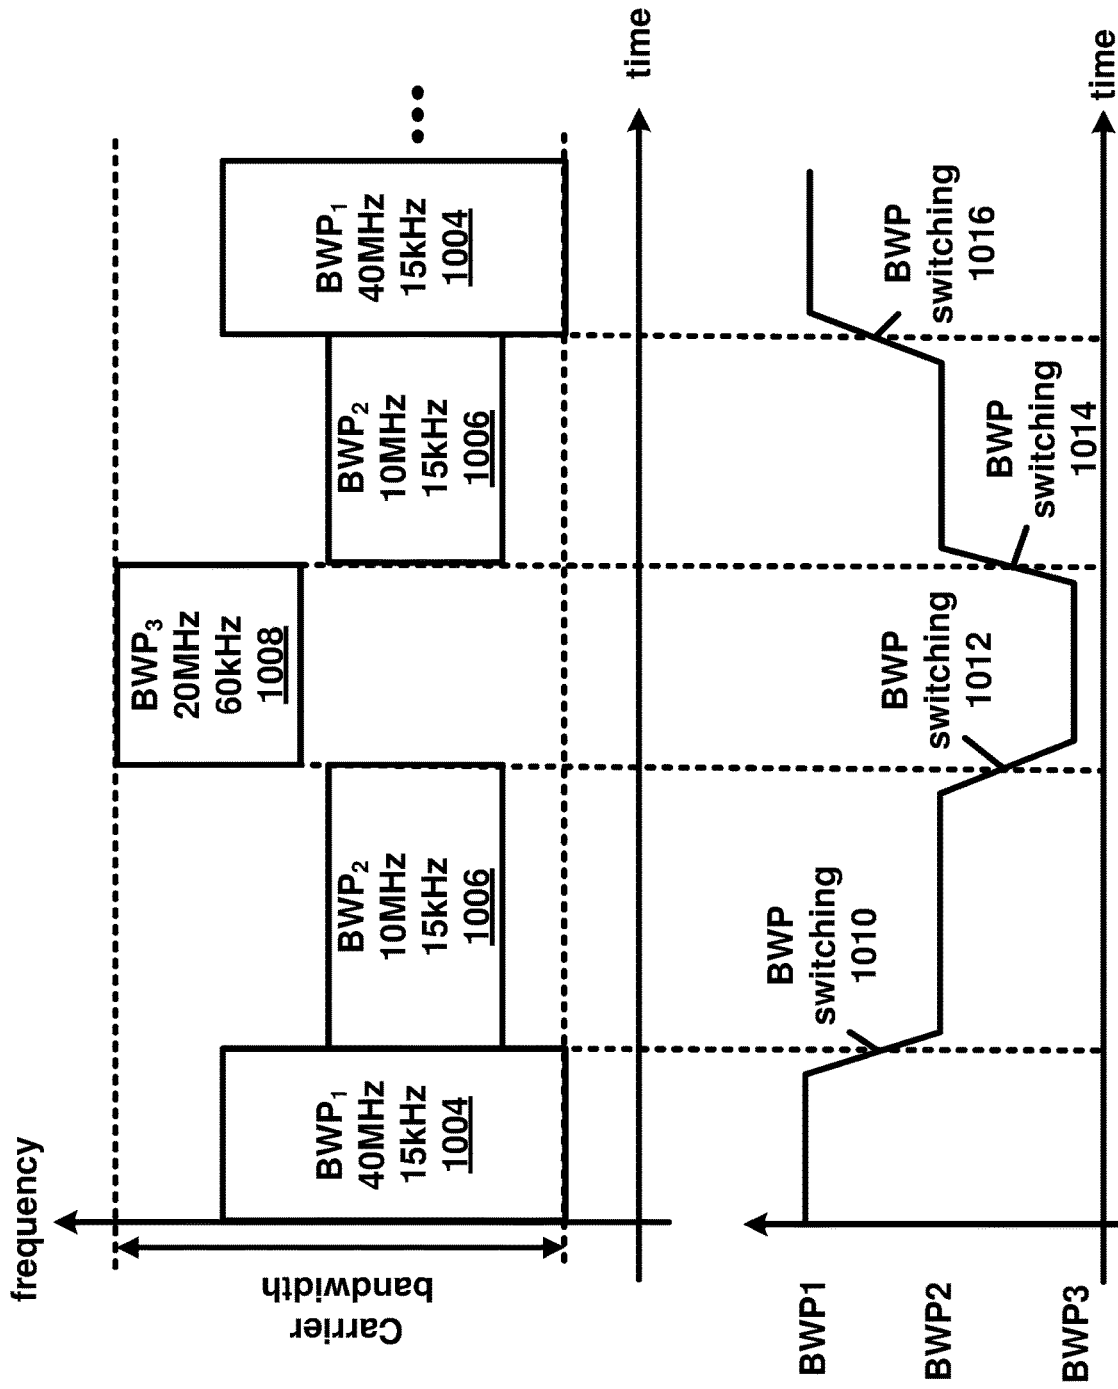 frequency
Carrier
bandwidth
BWP1
40MHz
15kHz
1004
BWP2
10MHz
15kHz
1006
BWP3
20MHz
60kHz
1008
BWP2
10MHz
15kHz
1006
BWP1
40MHz
15kHz
1004
•••
time
BWP1
BWP2
BWP3
BWP
switching
1010
BWP
switching
1012
BWP
switching
1014
BWP
switching
1016
time